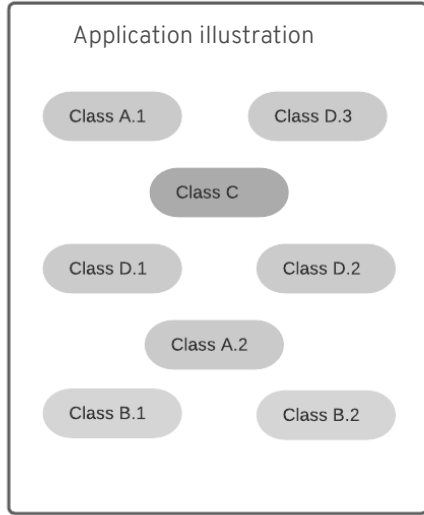 Application illustration
Class A.1
Class D.3
Class C
Class D.1
Class D.2
Class A.2
Class B.1
Class B.2